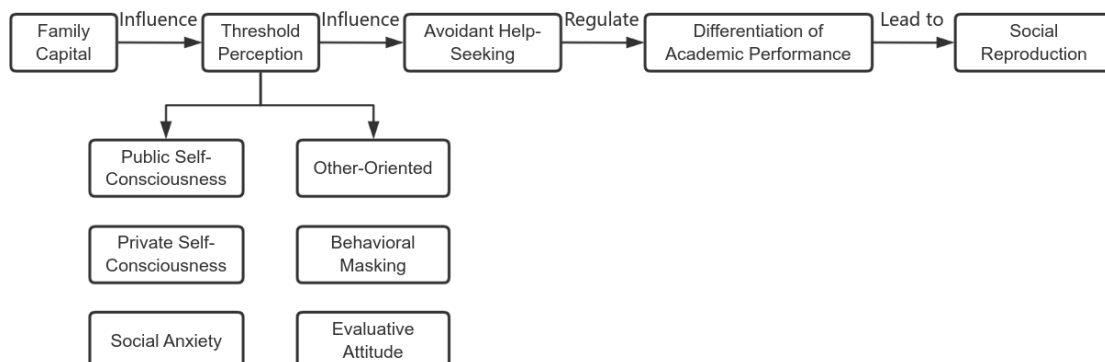 Influence
Influence
Regulate
Lead to
Family
Capital
Threshold
Perception
Avoidant Help-
Seeking
Differentiation of
Academic Performance
Social
Reproduction
Public Self-
Consciousness
Other-Oriented
Private Self-
Consciousness
Behavioral
Masking
Social Anxiety
Evaluative
Attitude